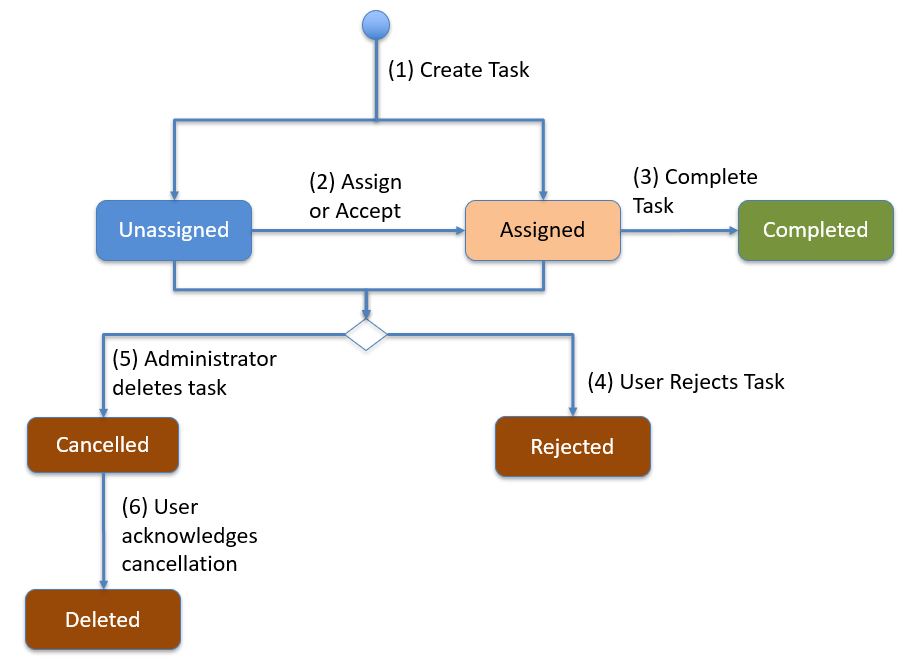 (1) Create Task
(2) Assign
or Accept
(3) Complete
Task
Unassigned
Assigned
Completed
(5) Administrator
deletes task
(4) User Rejects Task
Cancelled
Rejected
(6) User
acknowledges
cancellation
Deleted